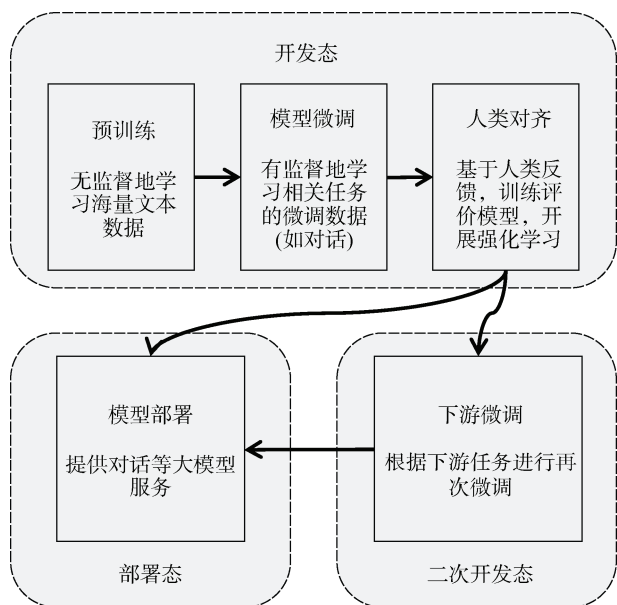 开发态
预训练
无监督地学
习海量文本
数据
模型微调
有监督地学
习相关任务
的微调数据
(如对话)
人类对齐
基于人类反
馈，训练评
价模型，开
展强化学习
模型部署
提供对话等大模型
服务
部署态
下游微调
根据下游任务进行再
次微调
二次开发态